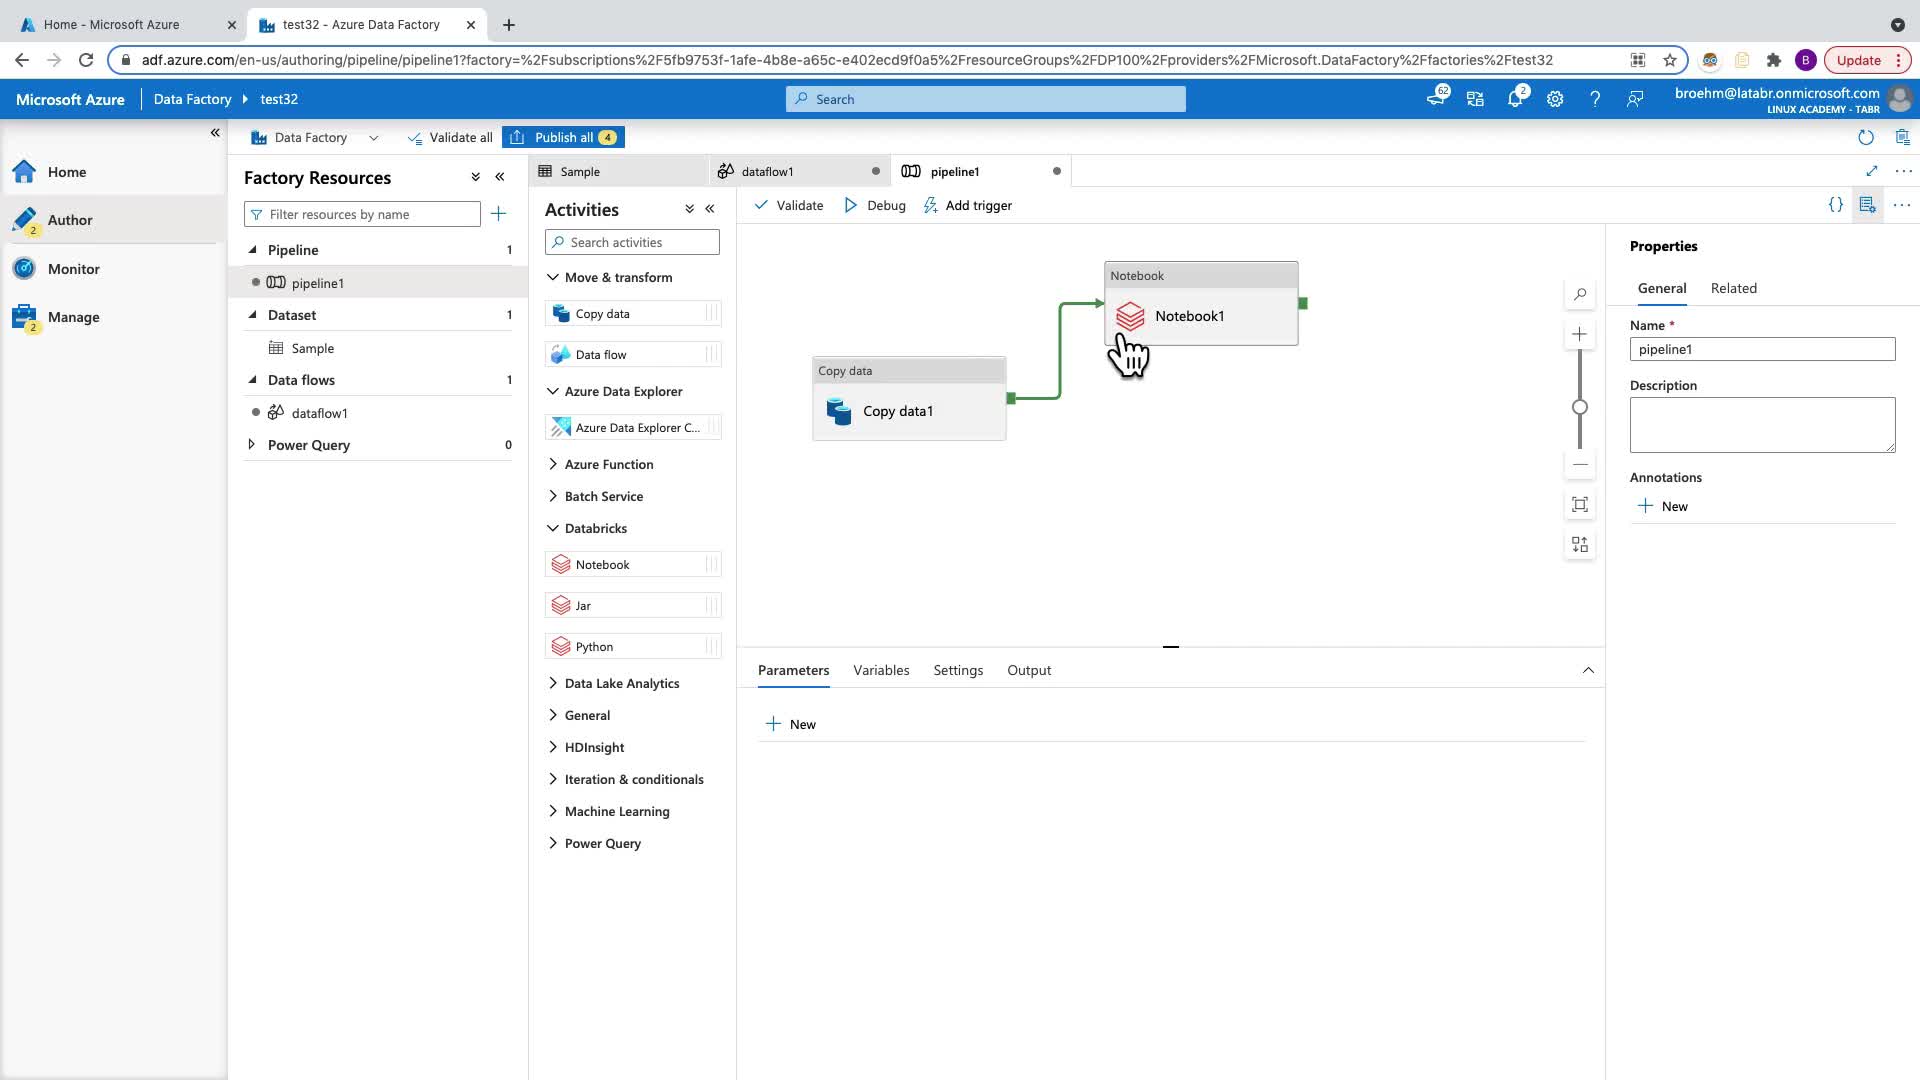 Home - Microsoft Azure
test32 - Azure Data Factory
adf.azure.com/en-us/authoring/pipeline/pipeline1?factory=%2Fsubscriptions%2F5fb9753f-1afe-4b8e-a65c-e402ecd9f0a5%2FresourceGroups%2FDP100%2Fproviders%2FMicrosoft.DataFactory%2Ffactories%2Ftest32
B
Update
Microsoft Azure
Data Factory
test32
Search
62
2
broehm@latabr.onmicrosoft.com
LINUX ACADEMY - TABR
Home
Author
2
Monitor
Manage
2
Data Factory
Validate all
Publish all
4
Factory Resources
Filter resources by name
Pipeline 1
pipeline1
Dataset 1
Sample
Data flows 1
dataflow1
Power Query 0
Sample
dataflow1
pipeline1
Activities
Search activities
Move & transform
Copy data
Data flow
Azure Data Explorer
Azure Data Explorer C...
Azure Function
Batch Service
Databricks
Notebook
Jar
Python
Data Lake Analytics
General
HDInsight
Iteration & conditionals
Machine Learning
Power Query
Validate
Debug
Add trigger
{}
Notebook
Notebook1
Copy data
Copy data1
Parameters
Variables
Settings
Output
New
Properties
General
Related
Name *
pipeline1
Description
Annotations
New